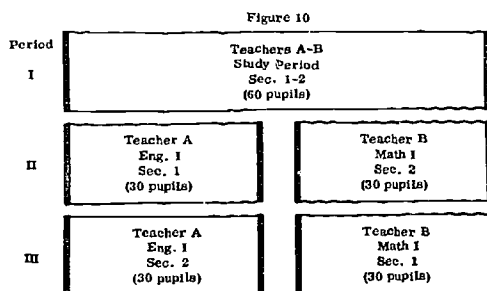 Figure 10
Period
I
Teachers A-B
Study Period
Sec. 1-2
(60 pupils)
II
Teacher A
Eng. I
Sec. 1
(30 pupils)
Teacher B
Math I
Sec. 2
(30 pupils)
III
Teacher A
Eng. I
Sec. 2
(30 pupils)
Teacher B
Math I
Sec. 1
(30 pupils)